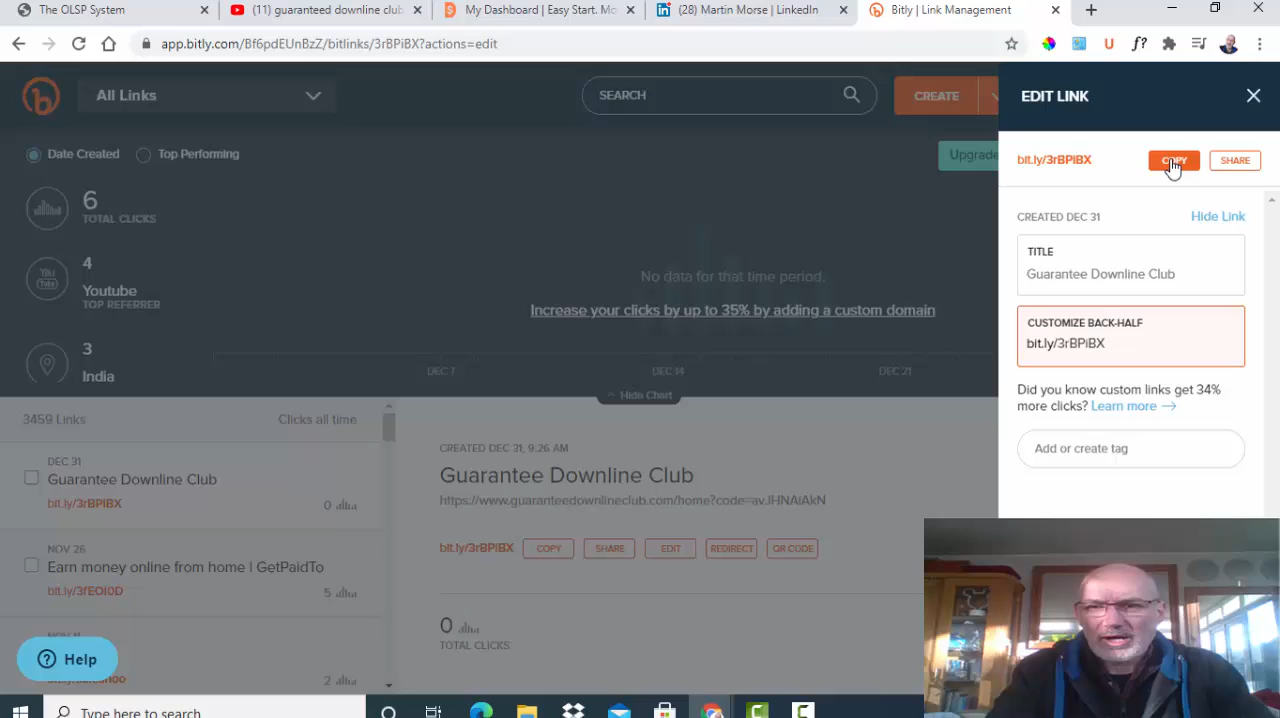 The OLSP System
(11) guaranteed downline club
My Dashboard | Easy Start. Mo
(28) Martin Morse | LinkedIn
Bitly | Link Management
app.bitly.com/Bf6pdEUnBzZ/bitlinks/3rBPiBX?actions=edit
All Links
SEARCH
CREATE
EDIT LINK
Date Created
Top Performing
Upgrade
bit.ly/3rBPiBX
COPY
SHARE
6
TOTAL CLICKS
CREATED DEC 31
Hide Link
TITLE
Guarantee Downline Club
4
Youtube
TOP REFERRER
No data for that time period.
Increase your clicks by up to 35% by adding a custom domain
CUSTOMIZE BACK-HALF
bit.ly/3rBPiBX
3
India
DEC 7
DEC 14
DEC 21
Hide Chart
Did you know custom links get 34%
more clicks? Learn more →
Add or create tag
3459 Links
Clicks all time
DEC 31
Guarantee Downline Club
bit.ly/3rBPiBX
0
CREATED DEC 31, 9:26 AM
Guarantee Downline Club
https://www.guaranteedownlineclub.com/home?code=av.IHNAiAkN
bit.ly/3rBPiBX
COPY
SHARE
EDIT
REDIRECT
QR CODE
NOV 26
Earn money online from home | GetPaidTo
bit.ly/3fEOI0D
5
0
TOTAL CLICKS
2
Help
Type here to search